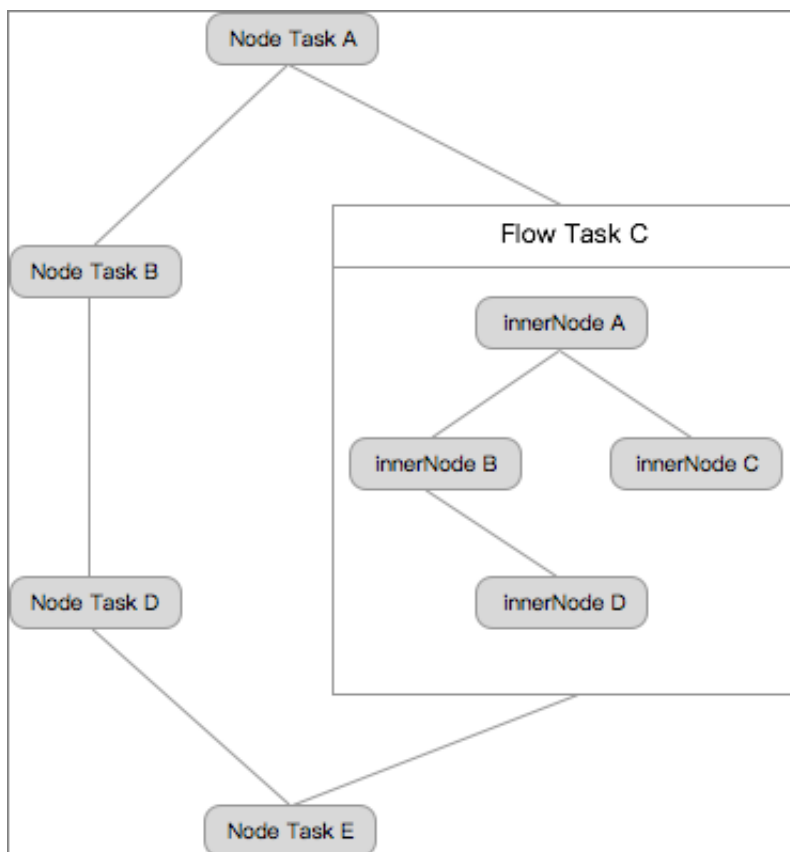 Node Task A
Flow Task C
Node Task B
innerNode A
innerNode B
innerNode C
Node Task D
innerNode D
Node Task E